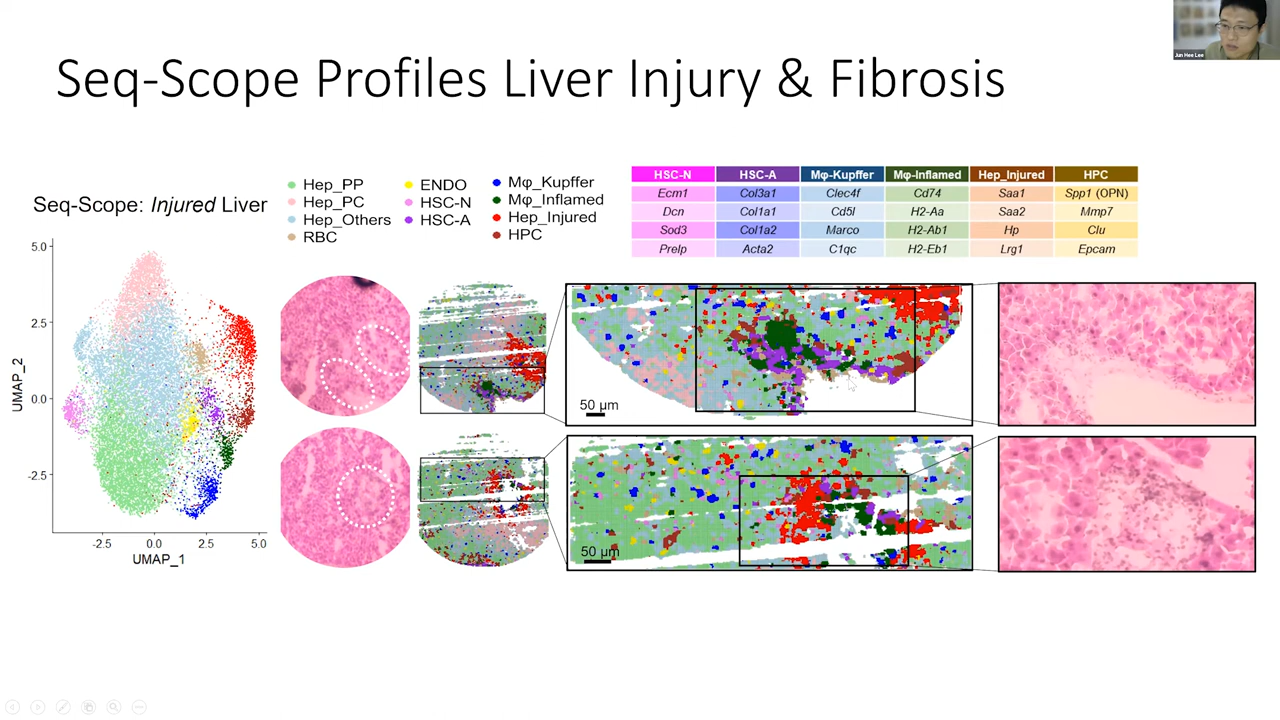 Jun Hee Lee
Seq-Scope Profiles Liver Injury & Fibrosis
Seq-Scope: Injured Liver
Hep_PP
Hep_PC
Hep_Others
RBC
ENDO
HSC-N
HSC-A
Mφ_Kupffer
Mφ_Inflamed
Hep_Injured
HPC
HSC-N HSC-A Mφ-Kupffer Mφ-Inflamed Hep_Injured HPC
Ecm1 Col3a1 Clec4f Cd74 Saa1 Spp1 (OPN)
Dcn Col1a1 Cd5l H2-Aa Saa2 Mmp7
Sod3 Col1a2 Marco H2-Ab1 Hp Clu
Prelp Acta2 C1qc H2-Eb1 Lrg1 Epcam
5.0
2.5
0.0
-2.5
UMAP_2
-2.5 0.0 2.5 5.0
UMAP_1
50 µm
50 µm